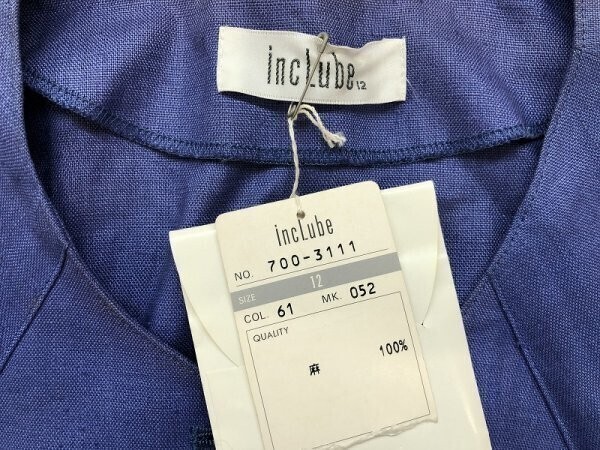 incLube
12
incLube
NO. 700-3111
SIZE 12
COL. 61 MK. 052
QUALITY
麻 100%